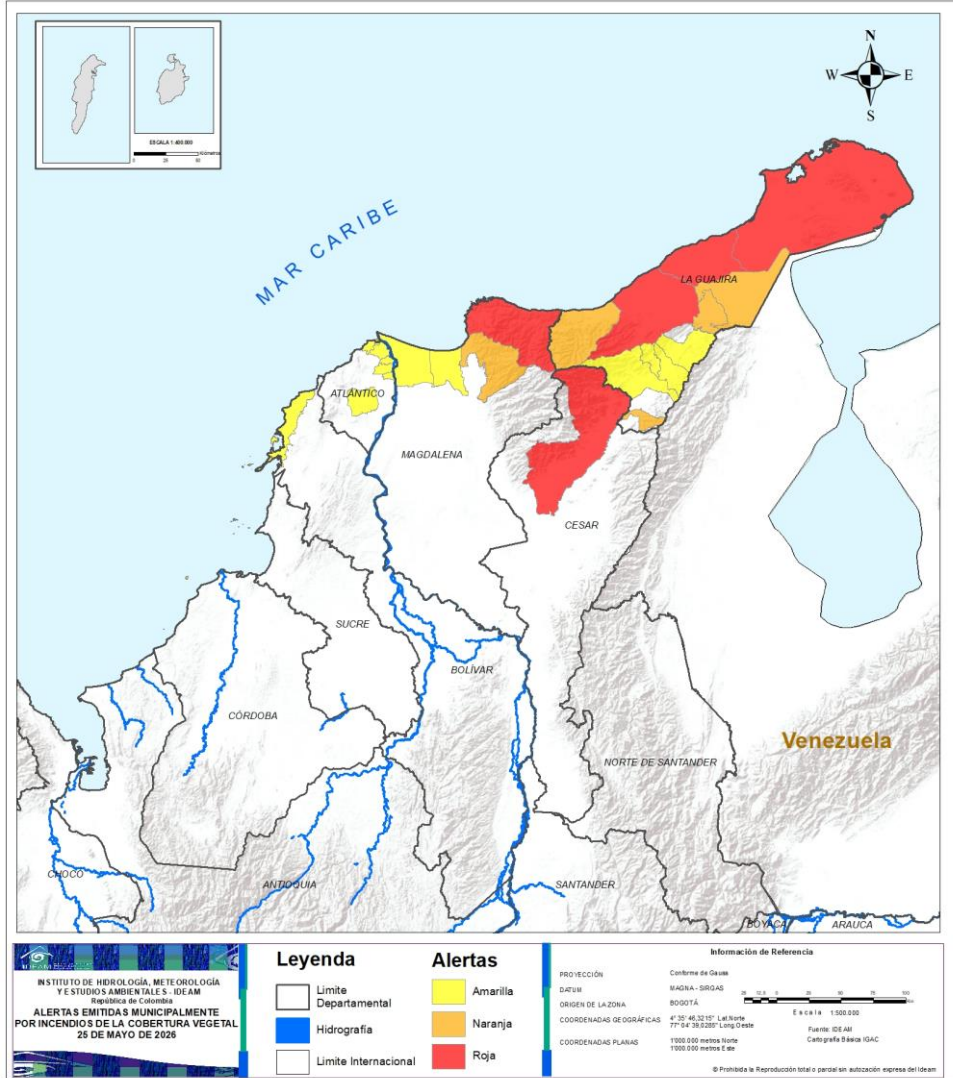 ESCALA 1:400.000
Kilómetros
0 25 50
N
W E
S
MAR CARIBE
LA GUAJIRA
ATLÁNTICO
MAGDALENA
CESAR
SUCRE
BOLÍVAR
CÓRDOBA
Venezuela
NORTE DE SANTANDER
CHOCÓ
ANTIOQUIA
SANTANDER
BOYACÁ
ARAUCA
IDEAM
INSTITUTO DE HIDROLOGÍA, METEOROLOGÍA
Y ESTUDIOS AMBIENTALES - IDEAM
República de Colombia
ALERTAS EMITIDAS MUNICIPALMENTE
POR INCENDIOS DE LA COBERTURA VEGETAL
25 DE MAYO DE 2026
Leyenda
Limite
Departamental
Hidrografía
Limite Internacional
Alertas
Amarilla
Naranja
Roja
Información de Referencia
PROYECCIÓN Conforme de Gauss
DATUM MAGNA - SIRGAS
ORIGEN DE LA ZONA BOGOTÁ
COORDENADAS GEOGRÁFICAS 4° 35' 46,3215" Lat.Norte
77° 04' 39,0285" Long.Oeste
COORDENADAS PLANAS 1'000.000 metros Norte
1'000.000 metros Este
Escala 1:500.000
Fuente: IDEAM
Cartografía Básica IGAC
© Prohibida la Reproducción total o parcial sin autozación expresa del Ideam